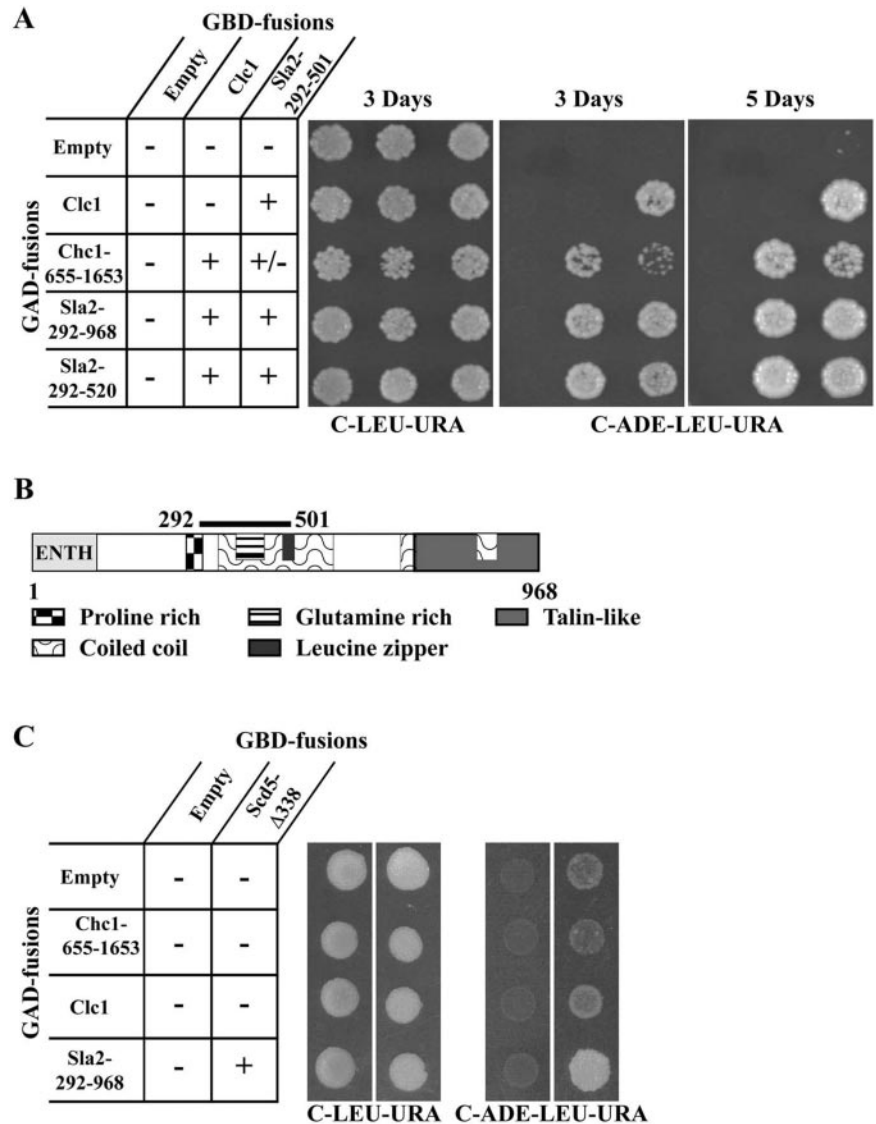 A
GBD-fusions
Empty
Clc1
Sla2-
292-501
3 Days
3 Days
5 Days
GAD-fusions
Empty - - -
Clc1 - - +
Chc1-
655-1653 - + +/-
Sla2-
292-968 - + +
Sla2-
292-520 - + +
C-LEU-URA
C-ADE-LEU-URA
B
292
501
ENTH
1
968
Proline rich
Glutamine rich
Talin-like
Coiled coil
Leucine zipper
C
GBD-fusions
Empty
Scd5-
Δ338
GAD-fusions
Empty - -
Chc1-
655-1653 - -
Clc1 - -
Sla2-
292-968 - +
C-LEU-URA
C-ADE-LEU-URA